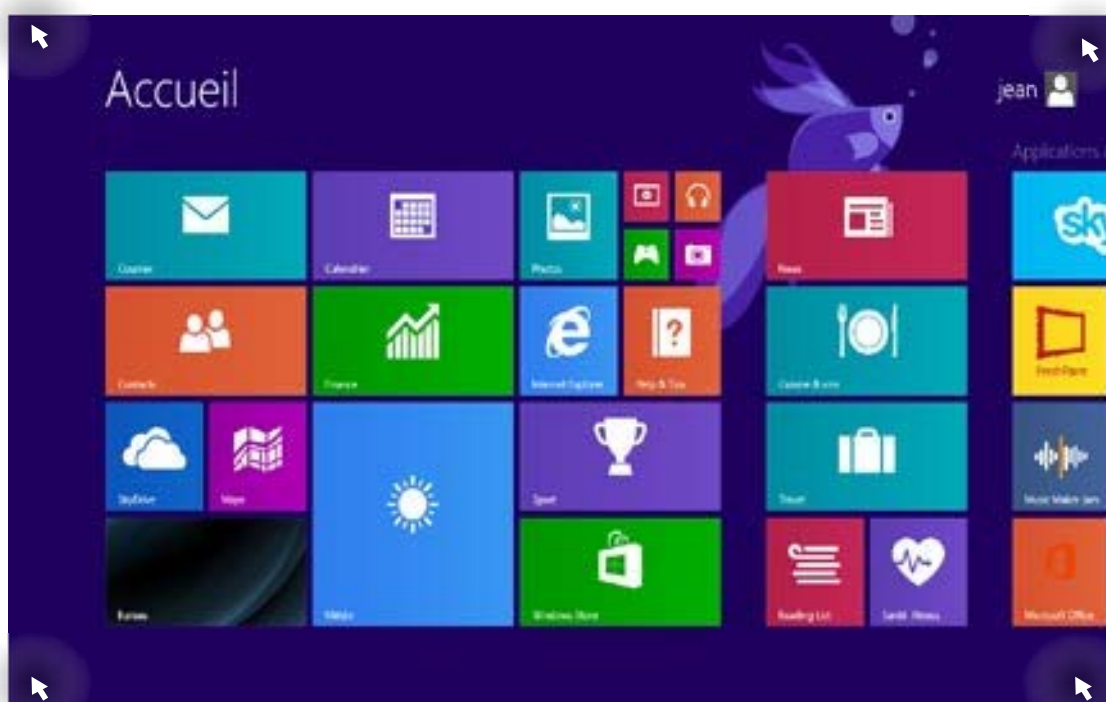 Accueil
jean
Applications
Courrier
Calendrier
Photos
News
sky
Contacts
Finance
Internet Explorer
Help & Tips
Cuisine & vins
Fresh Paint
SkyDrive
Maps
Sport
Travel
Music Maker Jam
Bureau
Météo
Windows Store
Reading List
Santé
Microsoft Office